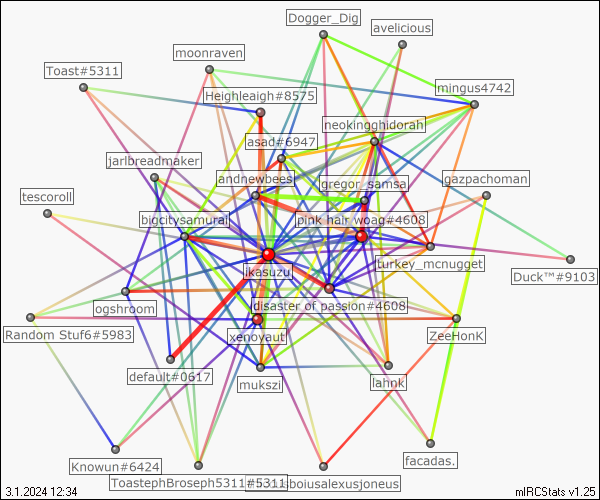 Dogger_Dig
avelicious
moonraven
Toast#5311
mingus4742
Heighleaigh#8575
neokingghidorah
asad#6947
jarlbreadmaker
andnewbees
gregor_samsa
gazpachoman
tescoroll
bigcitysamurai
pink hair woag#4608
turkey_mcnugget
ikasuzu
Duck™#9103
disaster of passion#4608
ogshroom
Random Stuf6#5983
xenovaut
ZeeHonK
default#0617
mukszi
lahnk
facadas.
Knowun#6424
ToastephBroseph5311#5311
boiusalexusjoneus
3.1.2024 12:34
mIRCStats v1.25